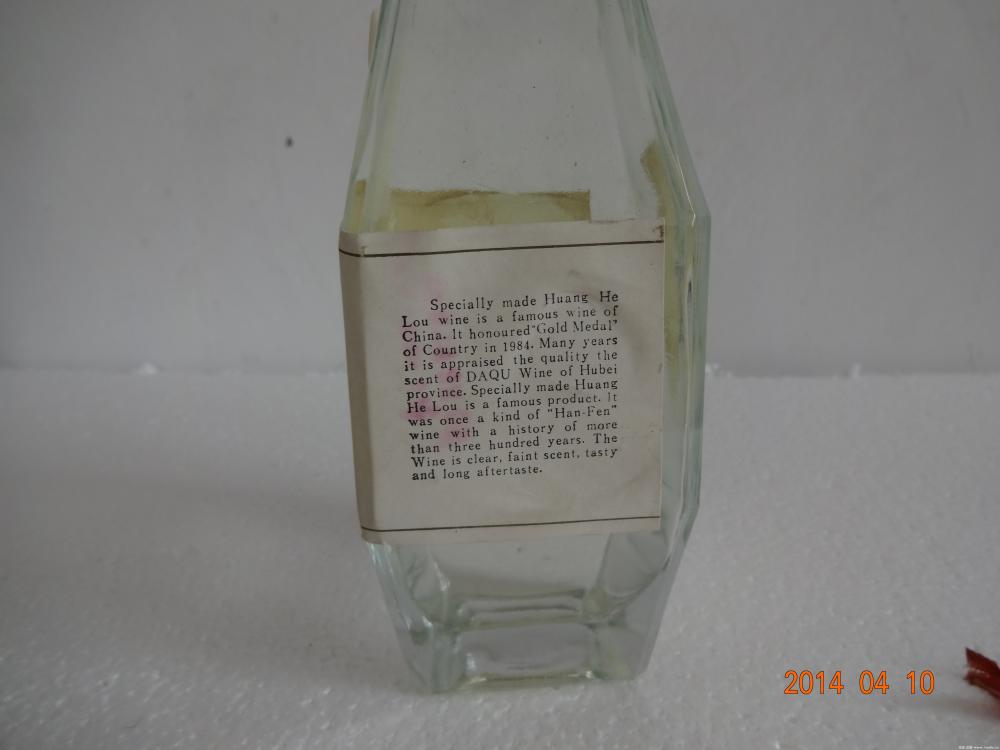 Specially made Huang He
Lou wine is a famous wine of
China. It honoured"Gold Medal"
of Country in 1984. Many years
it is appraised the quality the
scent of DAQU Wine of Hubei
province. Specially made Huang
He Lou is a famous product. It
was once a kind of "Han-Fen"
wine with a history of more
than three hundred years. The
Wine is clear, faint scent, tasty
and long aftertaste.
2014 04 10